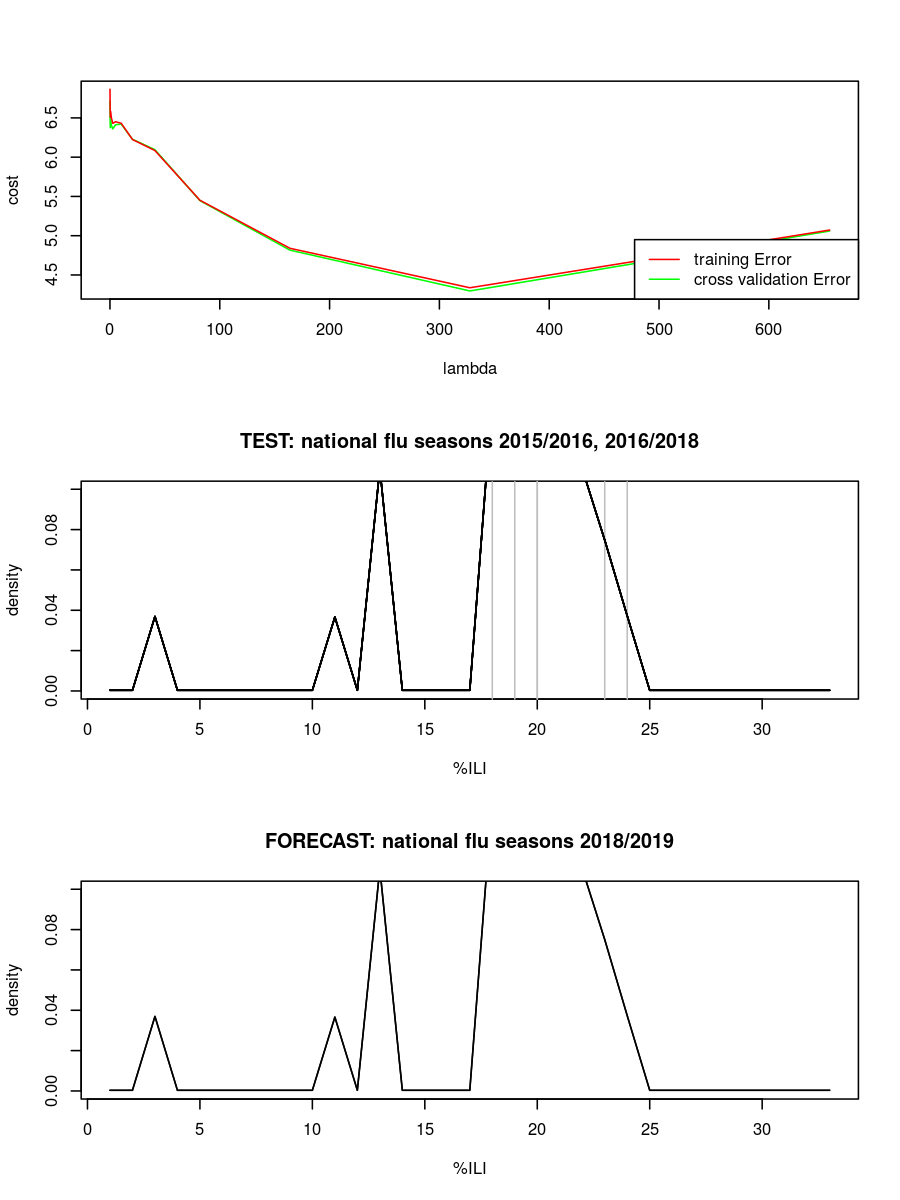 cost
6.5
6.0
5.5
5.0
4.5
training Error
cross validation Error
0 100 200 300 400 500 600
lambda
TEST: national flu seasons 2015/2016, 2016/2018
density
0.08
0.04
0.00
0 5 10 15 20 25 30
%ILI
FORECAST: national flu seasons 2018/2019
density
0.08
0.04
0.00
0 5 10 15 20 25 30
%ILI